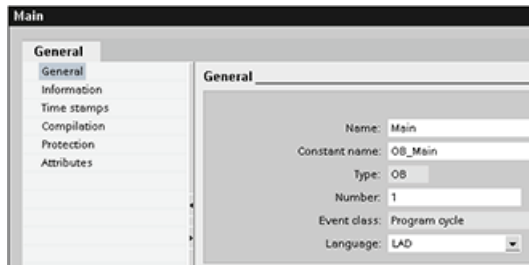 Main
General
General
Information
Time stamps
Compilation
Protection
Attributes
General
Name: Main
Constant name: OB_Main
Type: OB
Number: 1
Event class: Program cycle
Language: LAD